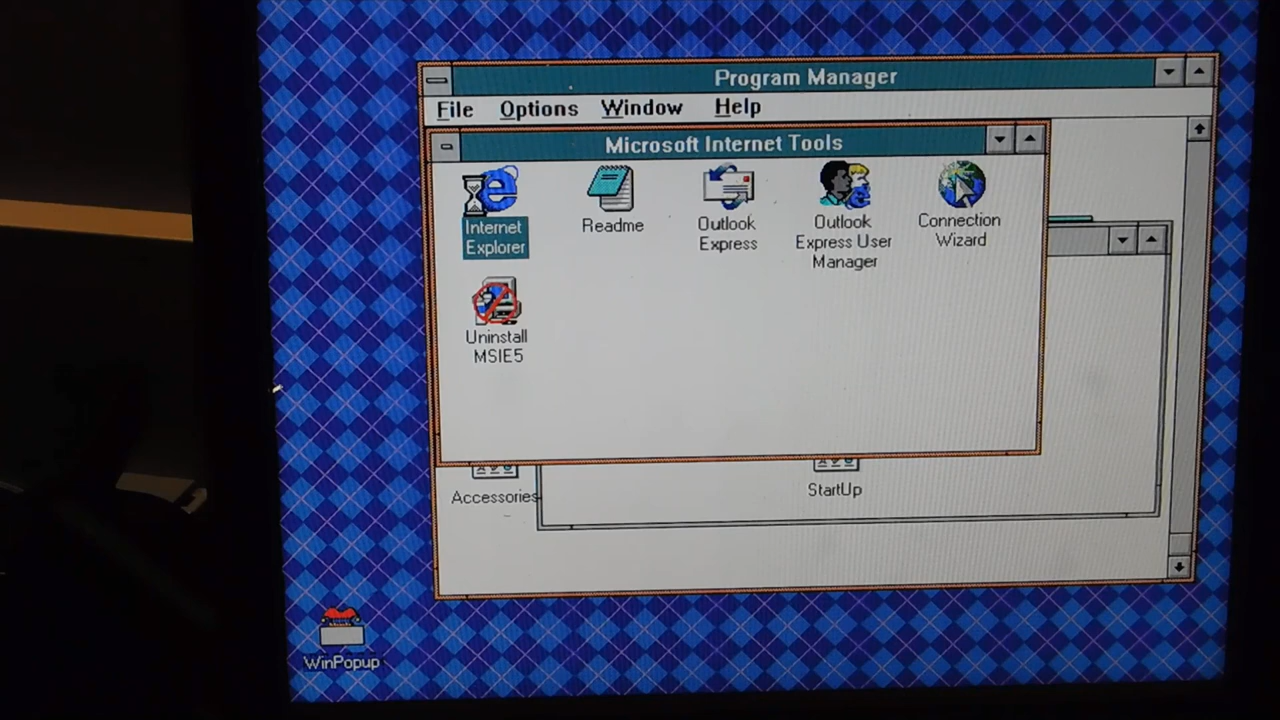 Program Manager
File Options Window Help
Microsoft Internet Tools
Internet
Explorer
Readme
Outlook
Express
Outlook
Express User
Manager
Connection
Wizard
Uninstall
MSIE5
Accessories
StartUp
WinPopup